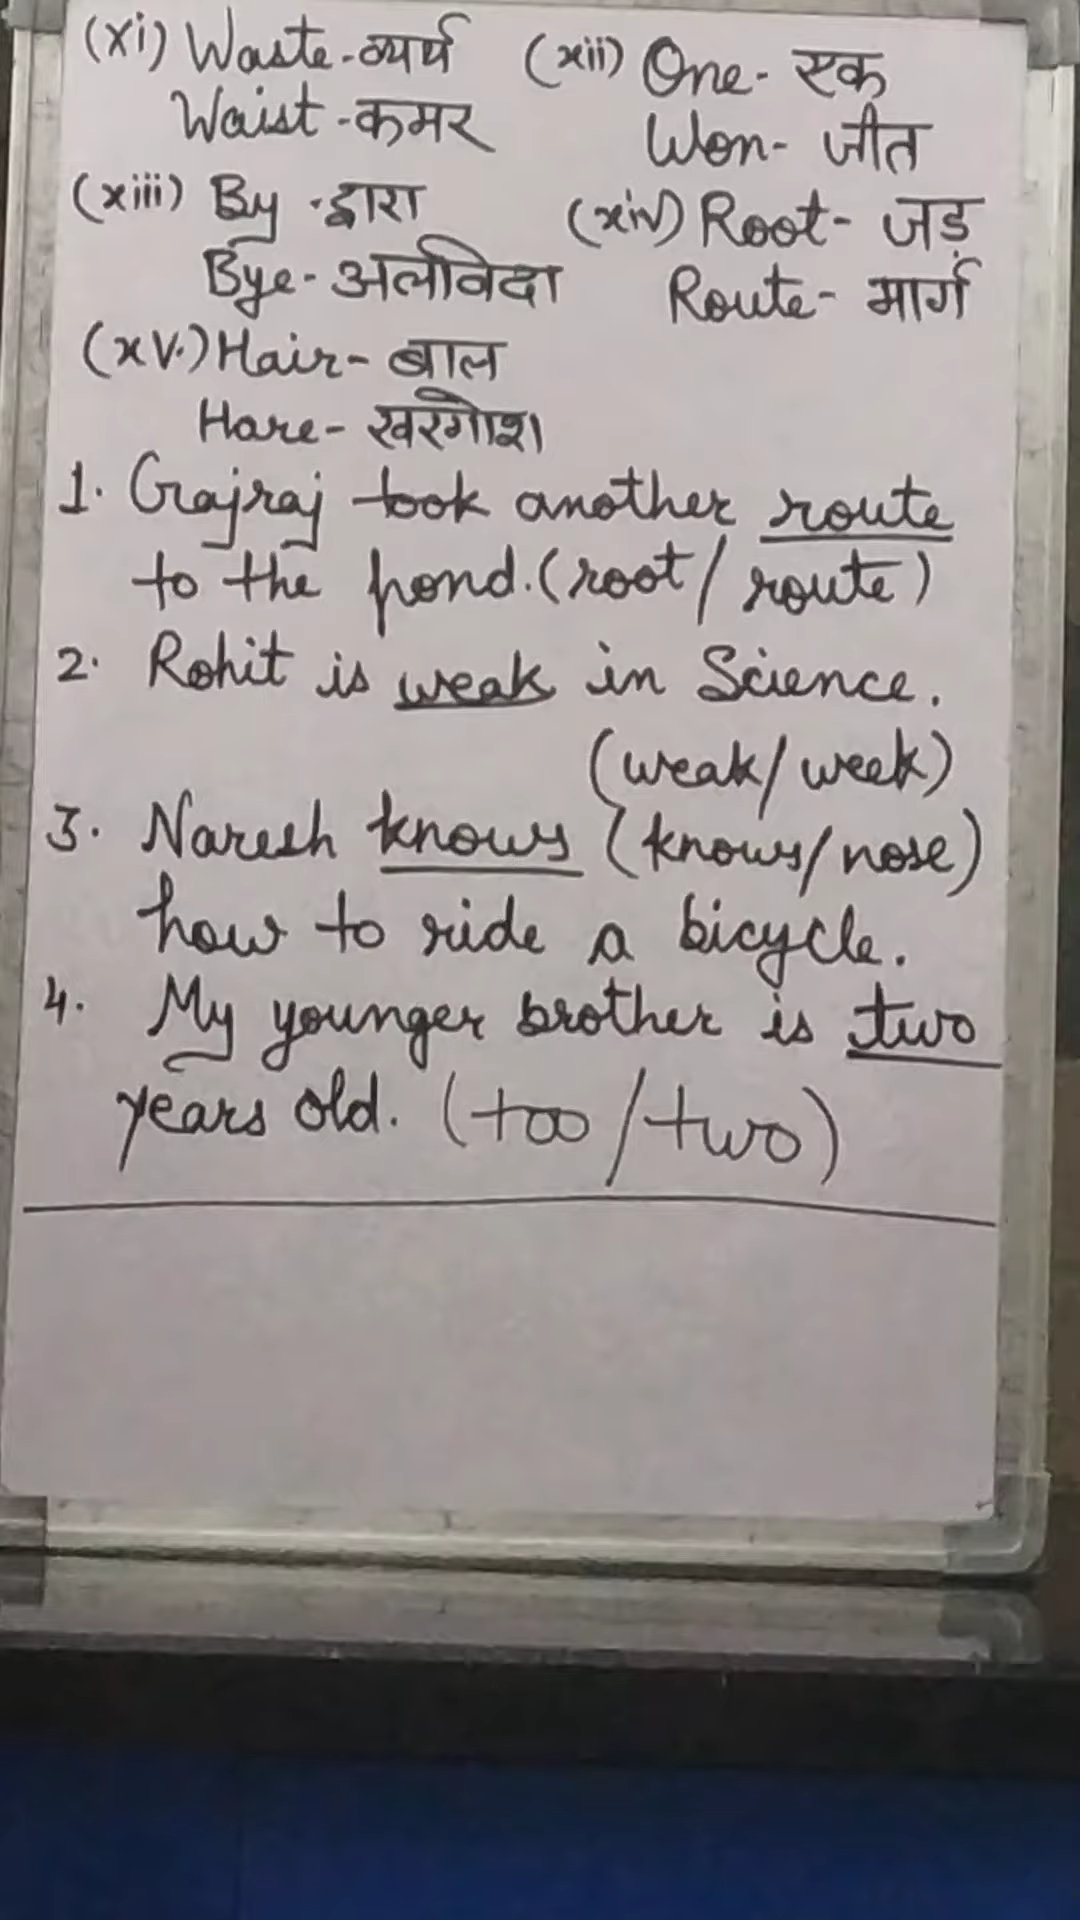 (xi) Waste-व्यर्थ (xii) One- एक
Waist-कमर Won- जीत
(xiii) By -द्वारा (xiv) Root- जड़
Bye-अलविदा Route- मार्ग
(xv.) Hair- बाल
Hare- खरगोश।
1. Gajraj took another route
to the pond. (root/route)
2. Rohit is weak in Science.
(weak/week)
3. Naresh knows (knows/nose)
how to ride a bicycle.
4. My younger brother is two
years old. (too/two)